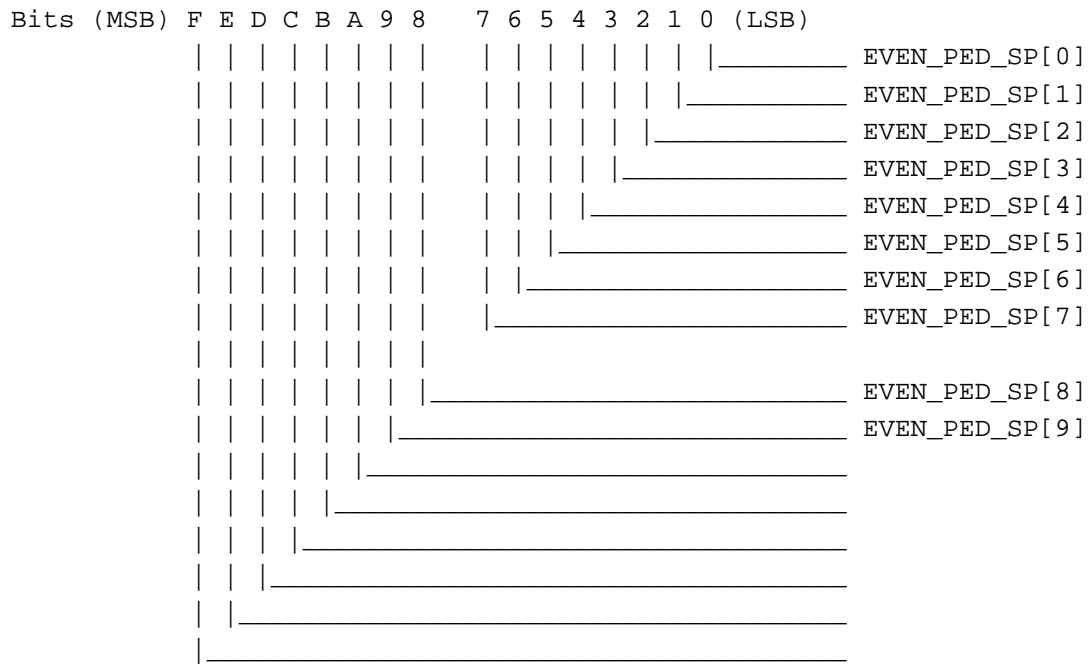 Bits (MSB) F E D C B A 9 8 7 6 5 4 3 2 1 0 (LSB)
EVEN_PED_SP[0]
EVEN_PED_SP[1]
EVEN_PED_SP[2]
EVEN_PED_SP[3]
EVEN_PED_SP[4]
EVEN_PED_SP[5]
EVEN_PED_SP[6]
EVEN_PED_SP[7]
EVEN_PED_SP[8]
EVEN_PED_SP[9]